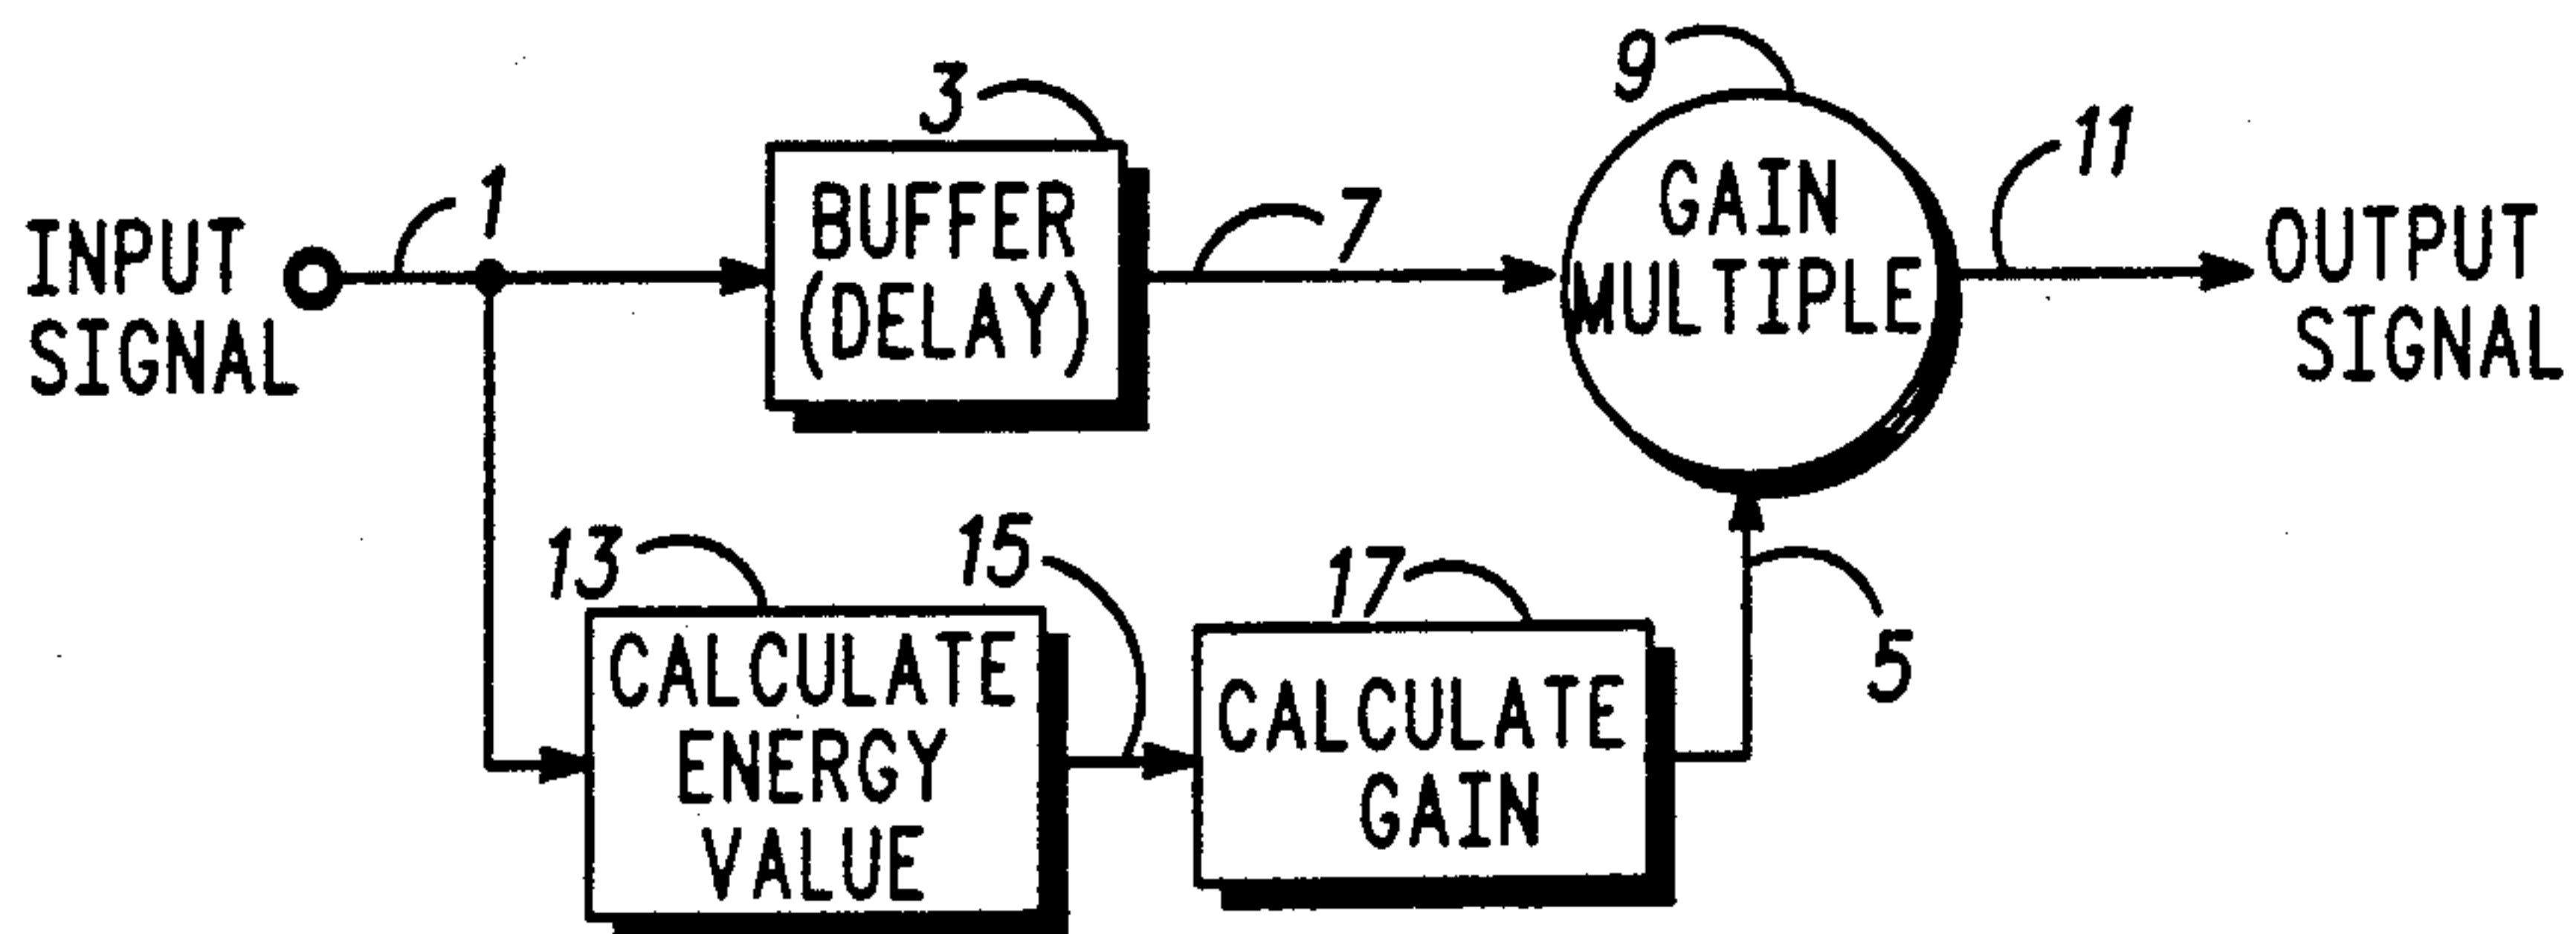 3
9
11
1
7
INPUT
SIGNAL
BUFFER
(DELAY)
GAIN
MULTIPLE
OUTPUT
SIGNAL
13
15
17
5
CALCULATE
ENERGY
VALUE
CALCULATE
GAIN